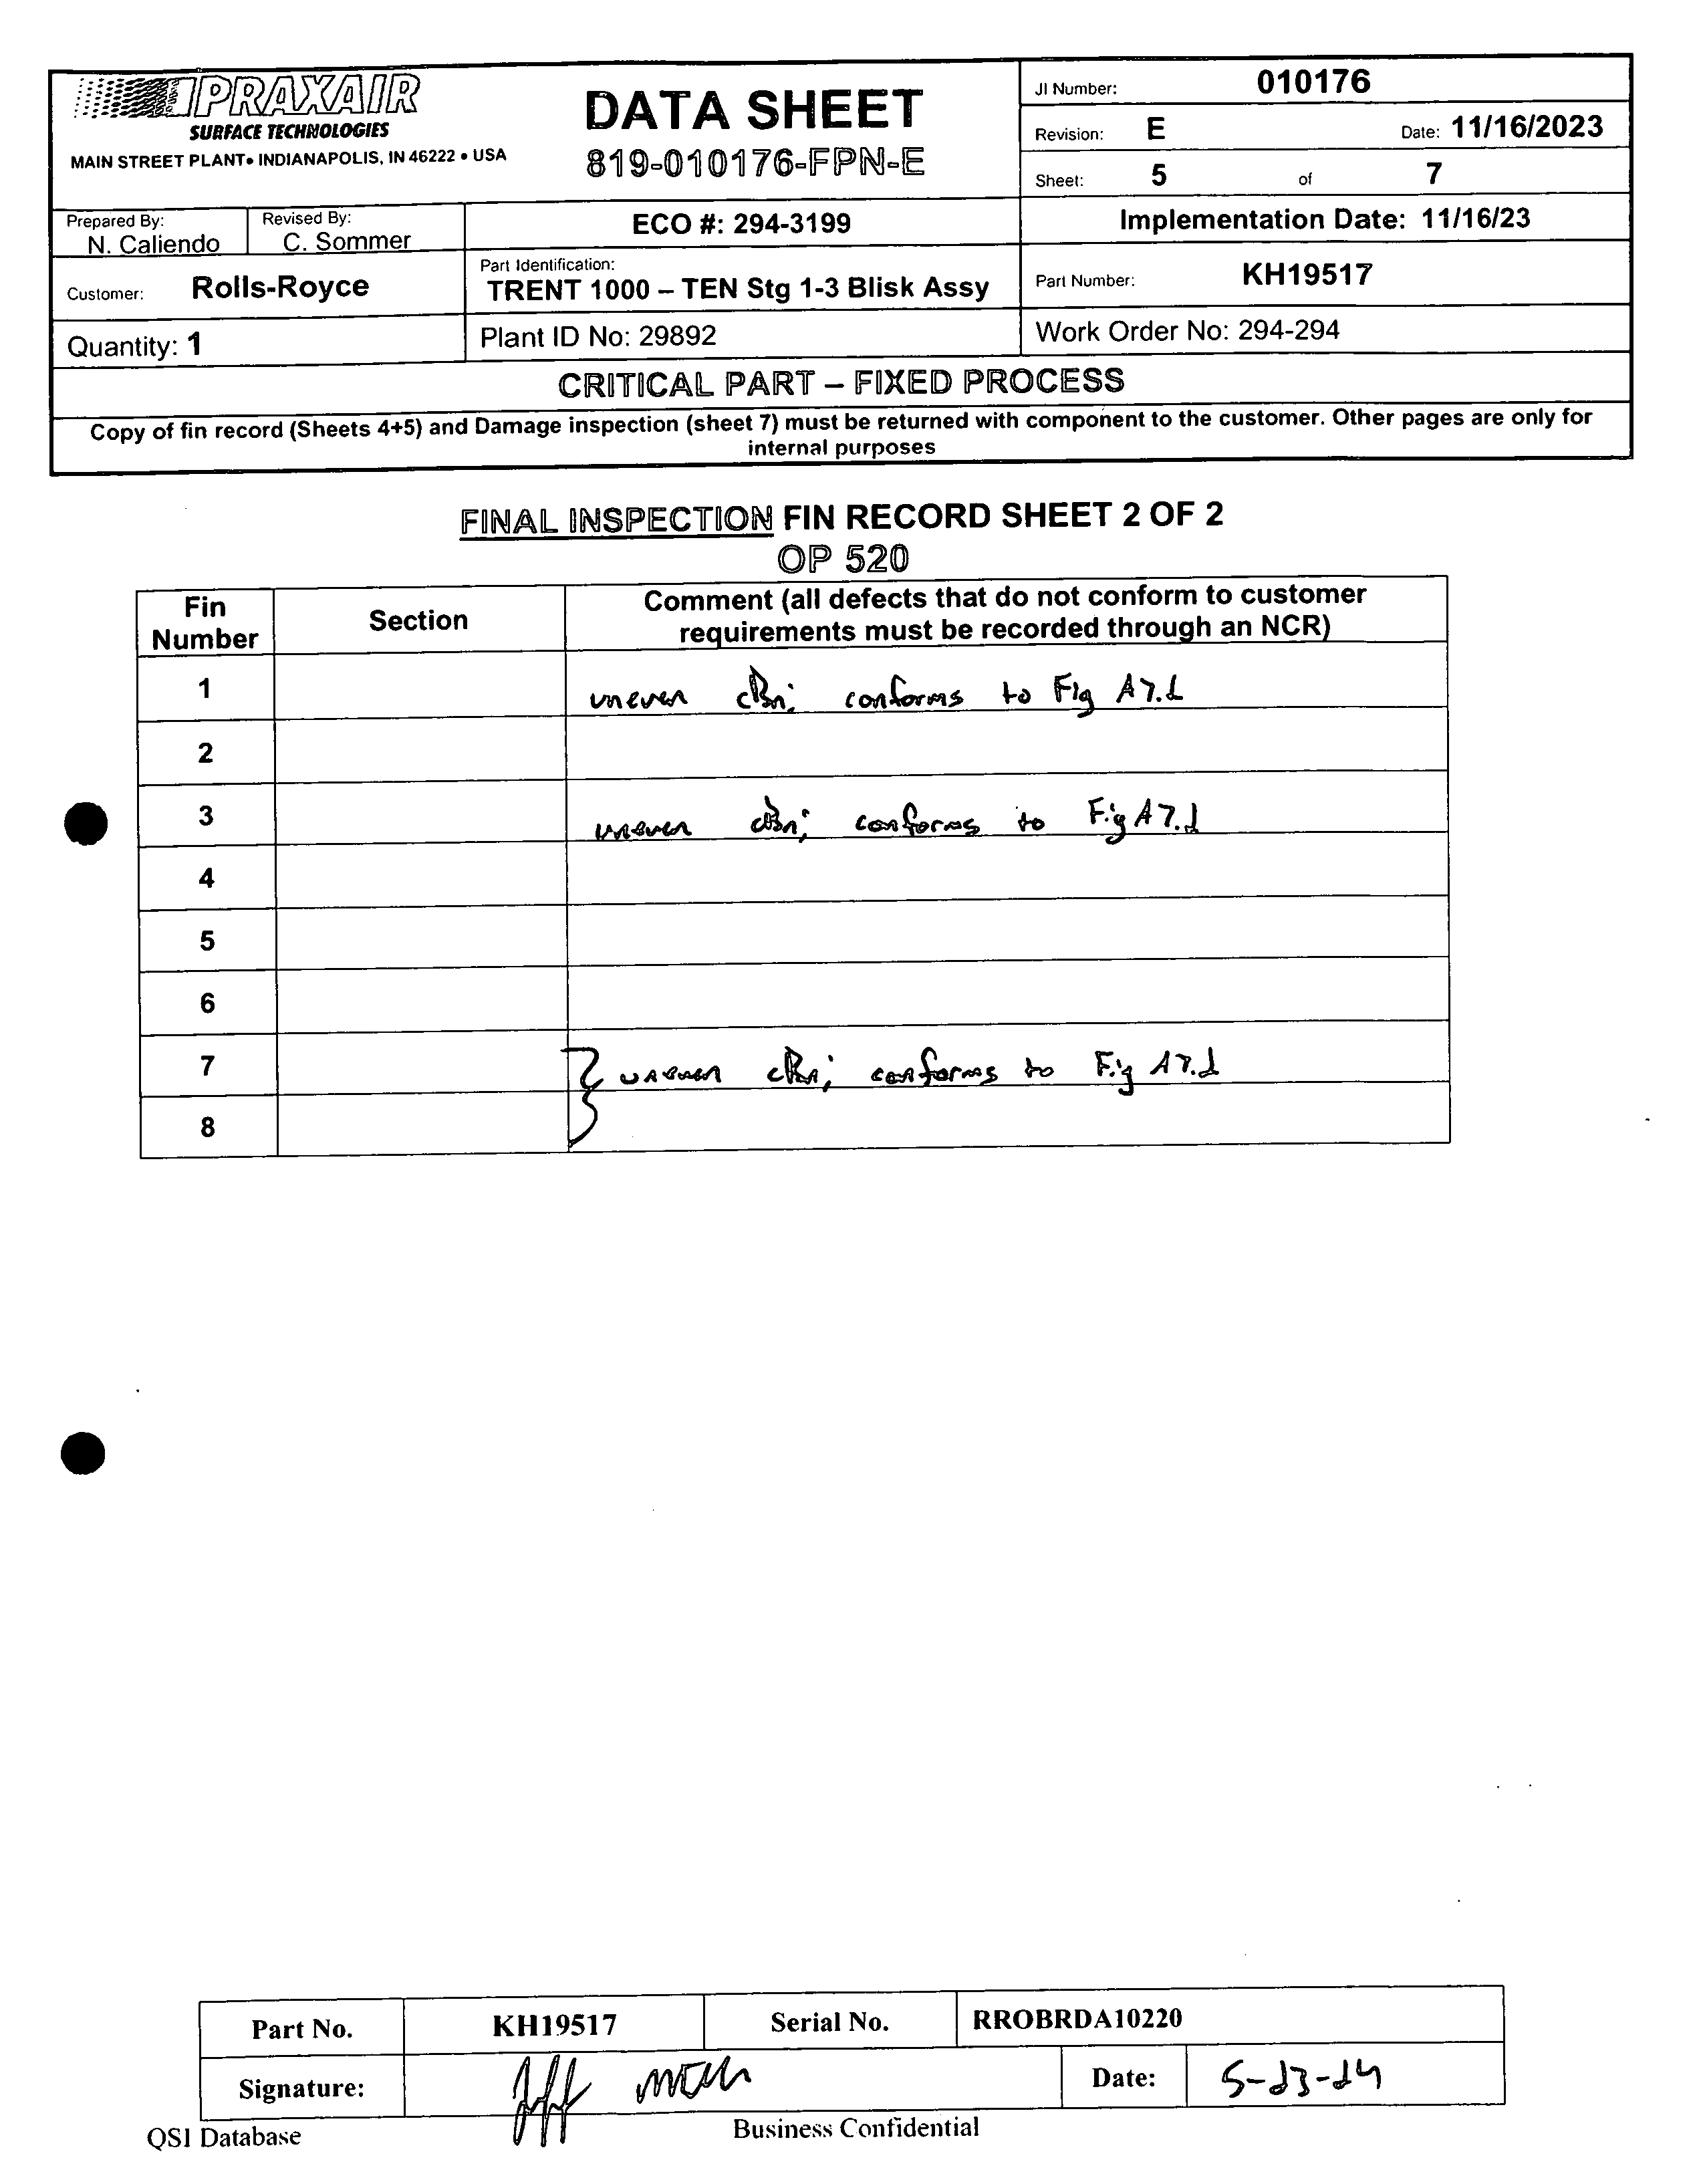 PRAXAIR
SURFACE TECHNOLOGIES
MAIN STREET PLANT• INDIANAPOLIS, IN 46222 • USA
DATA SHEET
819-010176-FPN-E
JI Number: 010176
Revision: E Date: 11/16/2023
Sheet: 5 of 7
Prepared By:
N. Caliendo
Revised By:
C. Sommer
ECO #: 294-3199
Implementation Date: 11/16/23
Customer: Rolls-Royce
Part Identification:
TRENT 1000 – TEN Stg 1-3 Blisk Assy
Part Number: KH19517
Quantity: 1
Plant ID No: 29892
Work Order No: 294-294
CRITICAL PART – FIXED PROCESS
Copy of fin record (Sheets 4+5) and Damage inspection (sheet 7) must be returned with component to the customer. Other pages are only for
internal purposes
FINAL INSPECTION FIN RECORD SHEET 2 OF 2
OP 520
Fin
Number
Section
Comment (all defects that do not conform to customer
requirements must be recorded through an NCR)
1 uneven cBn; conforms to Fig A7.2
2
3 uneven cBn; conforms to Fig A7.2
4
5
6
7 uneven cBn; conforms to Fig A7.2
8
Part No. KH19517 Serial No. RROBRDA10220
Signature: Date: 5-23-24
QSI Database
Business Confidential